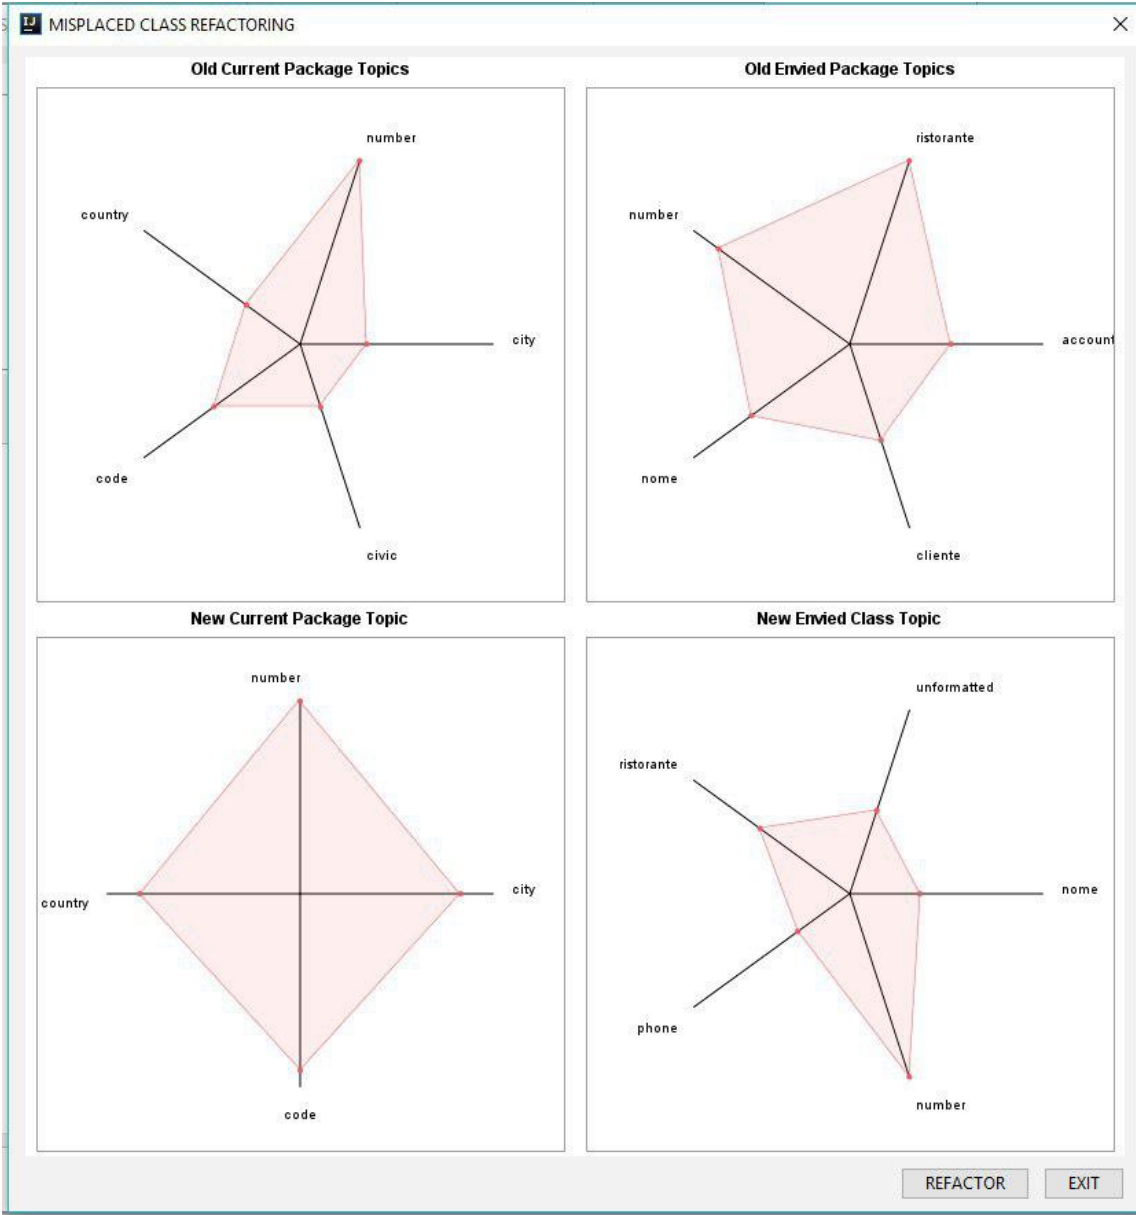 MISPLACED CLASS REFACTORING
Old Current Package Topics
number
country
city
code
civic
Old Envied Package Topics
ristorante
number
account
nome
cliente
New Current Package Topic
number
country
city
code
New Envied Class Topic
unformatted
ristorante
nome
phone
number
REFACTOR
EXIT